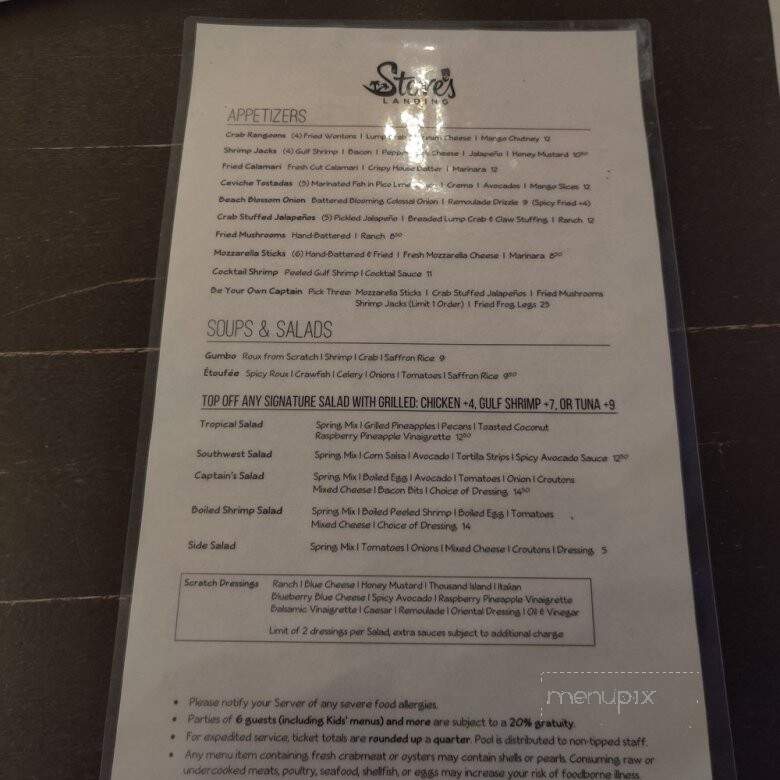 Steve's
LANDING
APPETIZERS
Crab Rangoons (4) Fried Wontons | Lump Crab & Cream Cheese | Mango Chutney 12
Shrimp Jacks (4) Gulf Shrimp | Bacon | Pepper Jack Cheese | Jalapeño | Honey Mustard 10⁵⁰
Fried Calamari Fresh Cut Calamari | Crispy House Batter | Marinara 12
Ceviche Tostadas (5) Marinated Fish in Pico Lime | Crema | Avocados | Mango Slices 12
Beach Blossom Onion Battered Blooming Colossal Onion | Remoulade Drizzle 9 (Spicy Fried +4)
Crab Stuffed Jalapeños (5) Pickled Jalapeño | Breaded Lump Crab & Claw Stuffing | Ranch 12
Fried Mushrooms Hand-Battered | Ranch 8⁵⁰
Mozzarella Sticks (6) Hand-Battered & Fried | Fresh Mozzarella Cheese | Marinara 8⁵⁰
Cocktail Shrimp Peeled Gulf Shrimp | Cocktail Sauce 11
Be Your Own Captain Pick Three: Mozzarella Sticks | Crab Stuffed Jalapeños | Fried Mushrooms
Shrimp Jacks (Limit 1 Order) | Fried Frog Legs 25
SOUPS & SALADS
Gumbo Roux from Scratch | Shrimp | Crab | Saffron Rice 9
Étoufée Spicy Roux | Crawfish | Celery | Onions | Tomatoes | Saffron Rice 9⁵⁰
TOP OFF ANY SIGNATURE SALAD WITH GRILLED: CHICKEN +4, GULF SHRIMP +7, OR TUNA +9
Tropical Salad Spring Mix | Grilled Pineapples | Pecans | Toasted Coconut
Raspberry Pineapple Vinaigrette 12⁵⁰
Southwest Salad Spring Mix | Corn Salsa | Avocado | Tortilla Strips | Spicy Avocado Sauce 12⁵⁰
Captain's Salad Spring Mix | Boiled Egg | Avocado | Tomatoes | Onion | Croutons
Mixed Cheese | Bacon Bits | Choice of Dressing 14⁵⁰
Boiled Shrimp Salad Spring Mix | Boiled Peeled Shrimp | Boiled Egg | Tomatoes
Mixed Cheese | Choice of Dressing 14
Side Salad Spring Mix | Tomatoes | Onions | Mixed Cheese | Croutons | Dressing 5
Scratch Dressings Ranch | Blue Cheese | Honey Mustard | Thousand Island | Italian
Blueberry Blue Cheese | Spicy Avocado | Raspberry Pineapple Vinaigrette
Balsamic Vinaigrette | Caesar | Remoulade | Oriental Dressing | Oil & Vinegar
Limit of 2 dressings per Salad, extra sauces subject to additional charge
menupix
• Please notify your Server of any severe food allergies.
• Parties of 6 guests (including Kids' menus) and more are subject to a 20% gratuity.
• For expedited service, ticket totals are rounded up a quarter. Pool is distributed to non-tipped staff.
• Any menu item containing fresh crabmeat or oysters may contain shells or pearls. Consuming raw or
undercooked meats, poultry, seafood, shellfish, or eggs may increase your risk of foodborne illness.